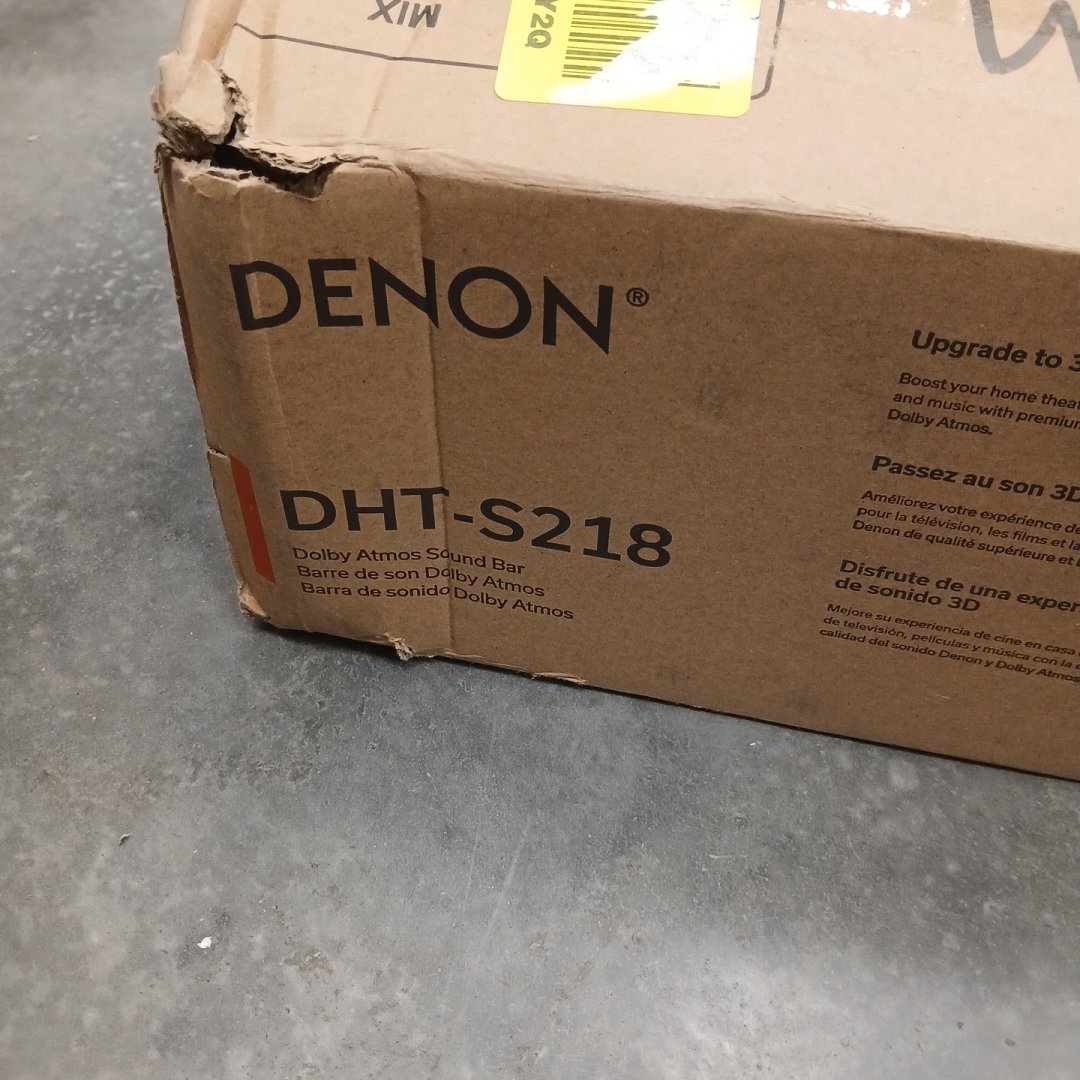 MIX
Y2Q
DENON®
DHT-S218
Dolby Atmos Sound Bar
Barre de son Dolby Atmos
Barra de sonido Dolby Atmos
Upgrade to 3
Boost your home theat
and music with premium
Dolby Atmos.
Passez au son 3D
Améliorez votre expérience de
pour la télévision, les films et la
Denon de qualité supérieure et
Disfrute de una exper
de sonido 3D
Mejore su experiencia de cine en casa
de televisión, películas y música con la
calidad del sonido Denon y Dolby Atmos